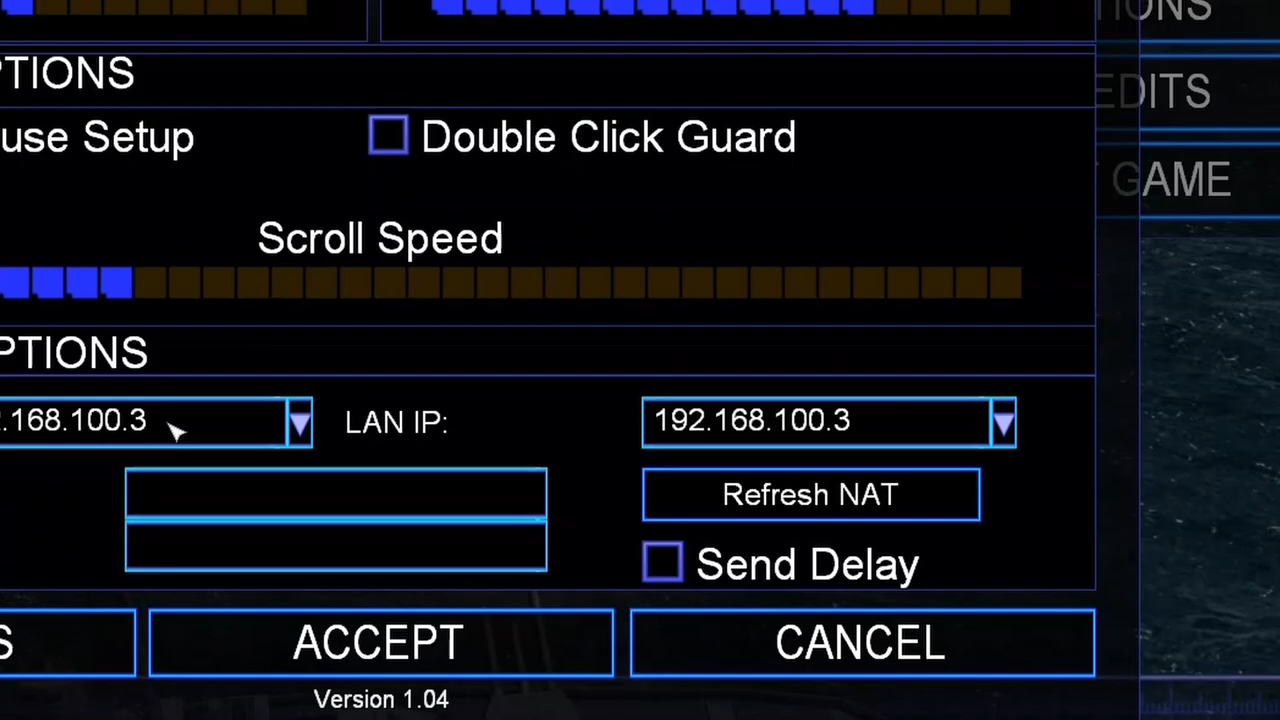 IONS
PTIONS
EDITS
use Setup
Double Click Guard
GAME
Scroll Speed
PTIONS
.168.100.3
LAN IP:
192.168.100.3
Refresh NAT
Send Delay
S
ACCEPT
CANCEL
Version 1.04